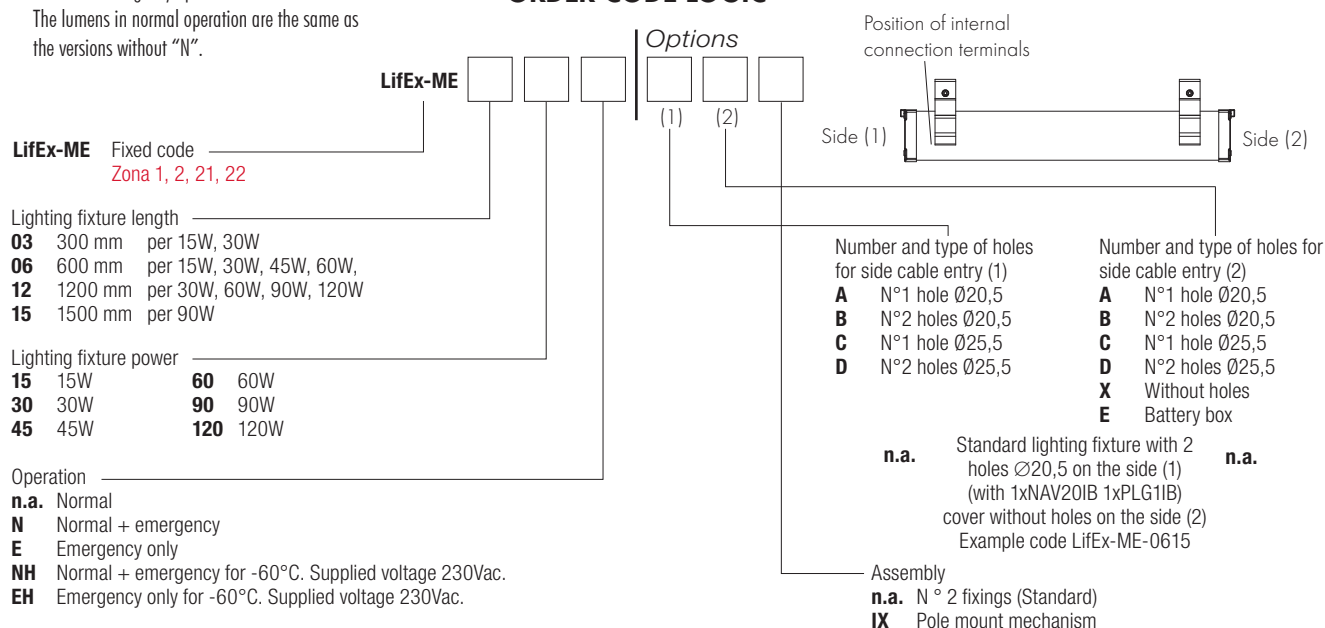 The lumens in normal operation are the same as
the versions without "N".
Options
LifEx-ME
(1) (2)
Position of internal
connection terminals
Side (1)
Side (2)
LifEx-ME Fixed code
Zona 1, 2, 21, 22
Lighting fixture length
03 300 mm per 15W, 30W
06 600 mm per 15W, 30W, 45W, 60W,
12 1200 mm per 30W, 60W, 90W, 120W
15 1500 mm per 90W
Lighting fixture power
15 15W 60 60W
30 30W 90 90W
45 45W 120 120W
Operation
n.a. Normal
N Normal + emergency
E Emergency only
NH Normal + emergency for -60°C. Supplied voltage 230Vac.
EH Emergency only for -60°C. Supplied voltage 230Vac.
Number and type of holes
for side cable entry (1)
A N°1 hole Ø20,5
B N°2 holes Ø20,5
C N°1 hole Ø25,5
D N°2 holes Ø25,5
Number and type of holes for
side cable entry (2)
A N°1 hole Ø20,5
B N°2 holes Ø20,5
C N°1 hole Ø25,5
D N°2 holes Ø25,5
X Without holes
E Battery box
n.a. Standard lighting fixture with 2 n.a.
holes ∅20,5 on the side (1)
(with 1xNAV20IB 1xPLG1IB)
cover without holes on the side (2)
Example code LifEx-ME-0615
Assembly
n.a. N ° 2 fixings (Standard)
IX Pole mount mechanism